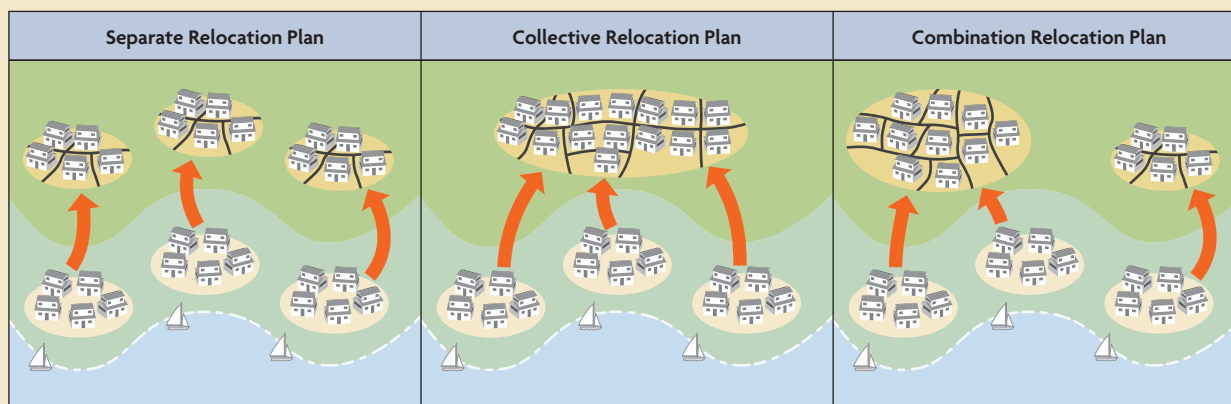 Separate Relocation Plan
Collective Relocation Plan
Combination Relocation Plan